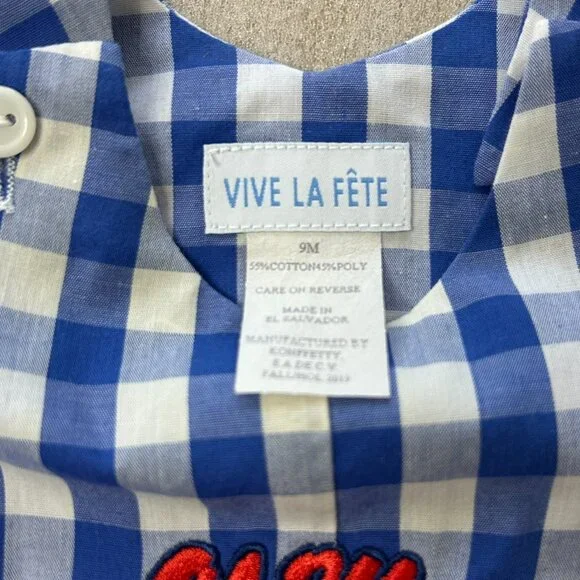 VIVE LA FÊTE
9M
55%COTTON45%POLY
CARE ON REVERSE
MADE IN
EL SALVADOR
MANUFACTURED BY
KONFFETTY,
S.A DE C.V.